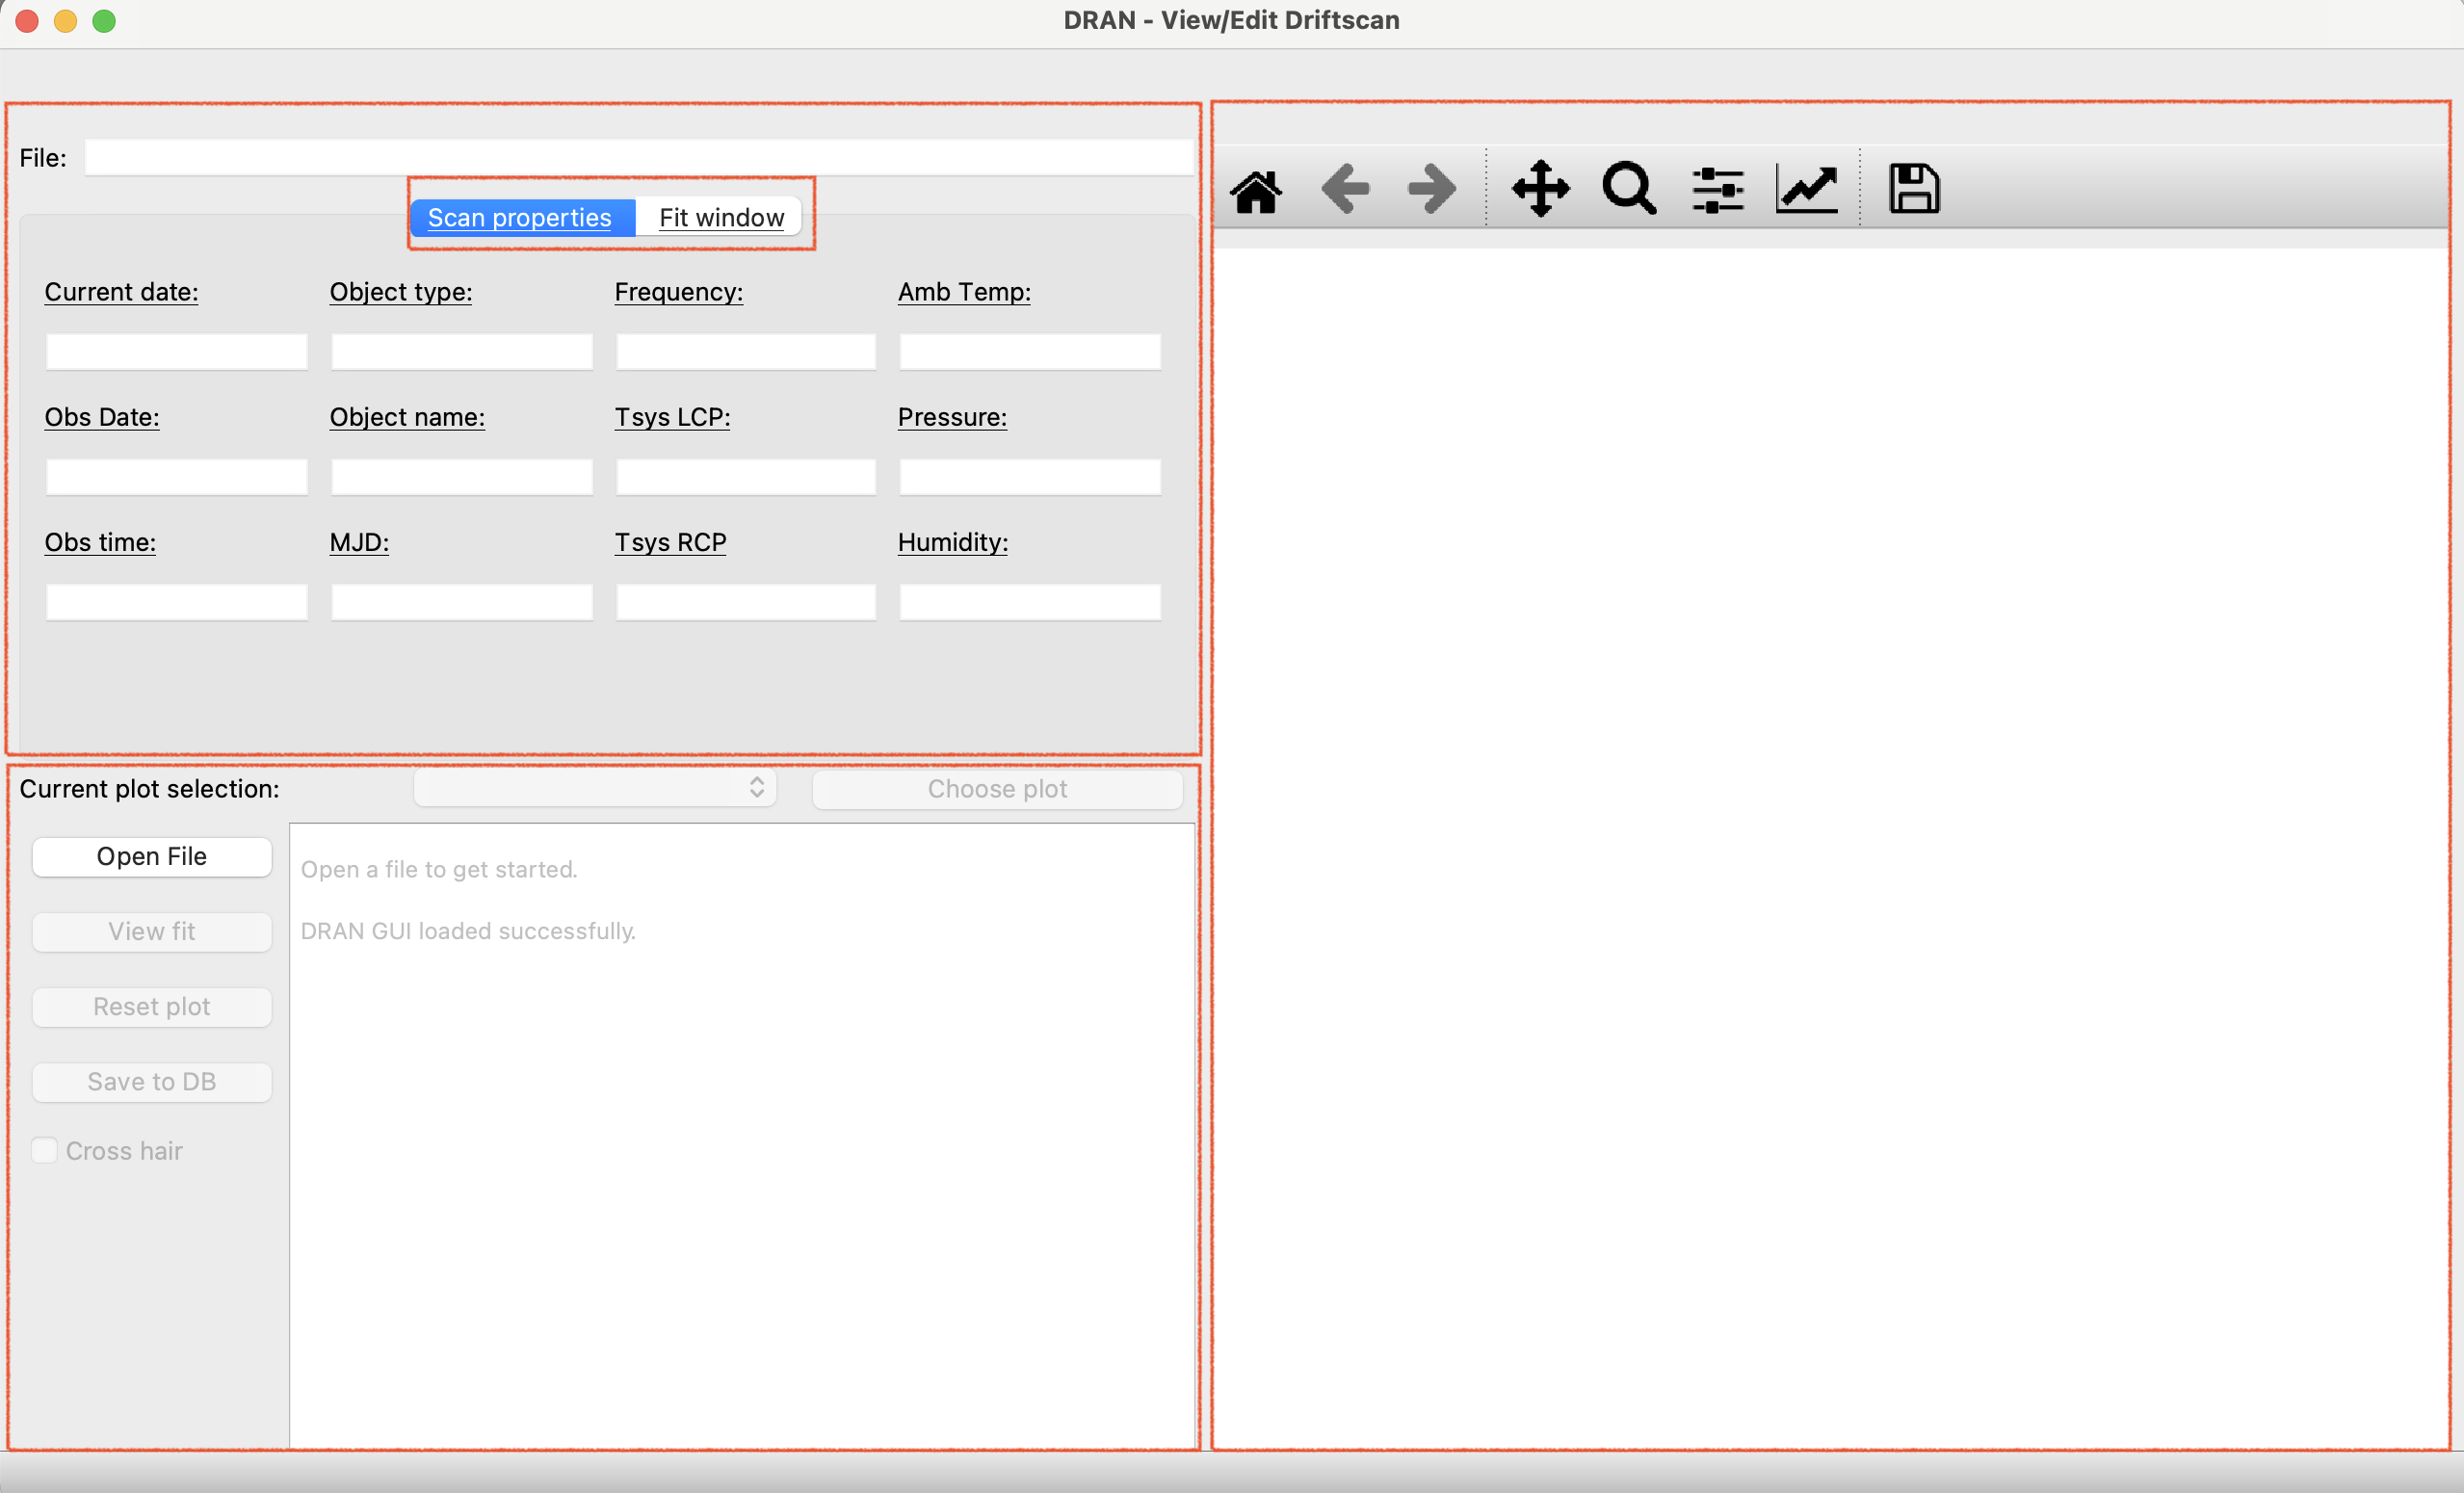 DRAN - View/Edit Driftscan
File:
Scan properties Fit window
Current date: Object type: Frequency: Amb Temp:
Obs Date: Object name: Tsys LCP: Pressure:
Obs time: MJD: Tsys RCP Humidity:
Current plot selection: Choose plot
Open File
View fit
Reset plot
Save to DB
Cross hair
Open a file to get started.
DRAN GUI loaded successfully.